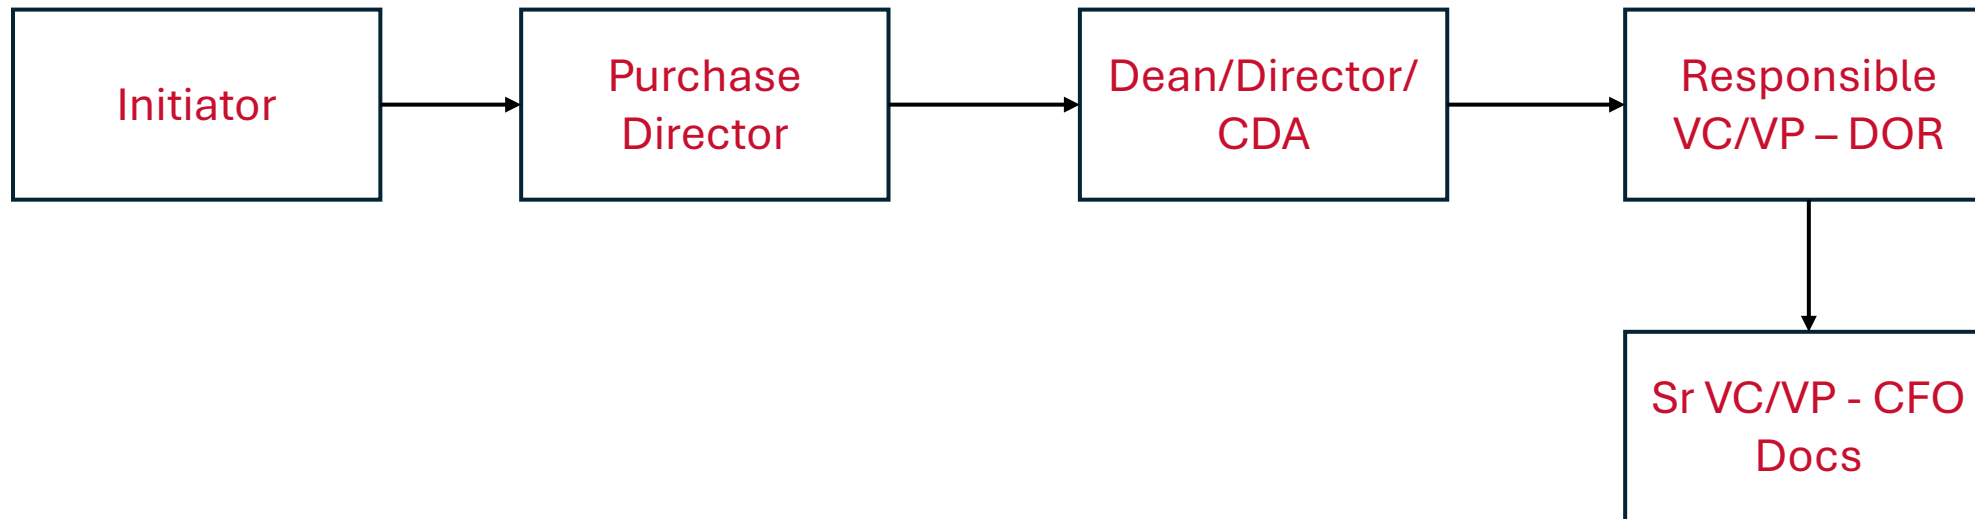 Initiator
Purchase
Director
Dean/Director/
CDA
Responsible
VC/VP – DOR
Sr VC/VP - CFO
Docs